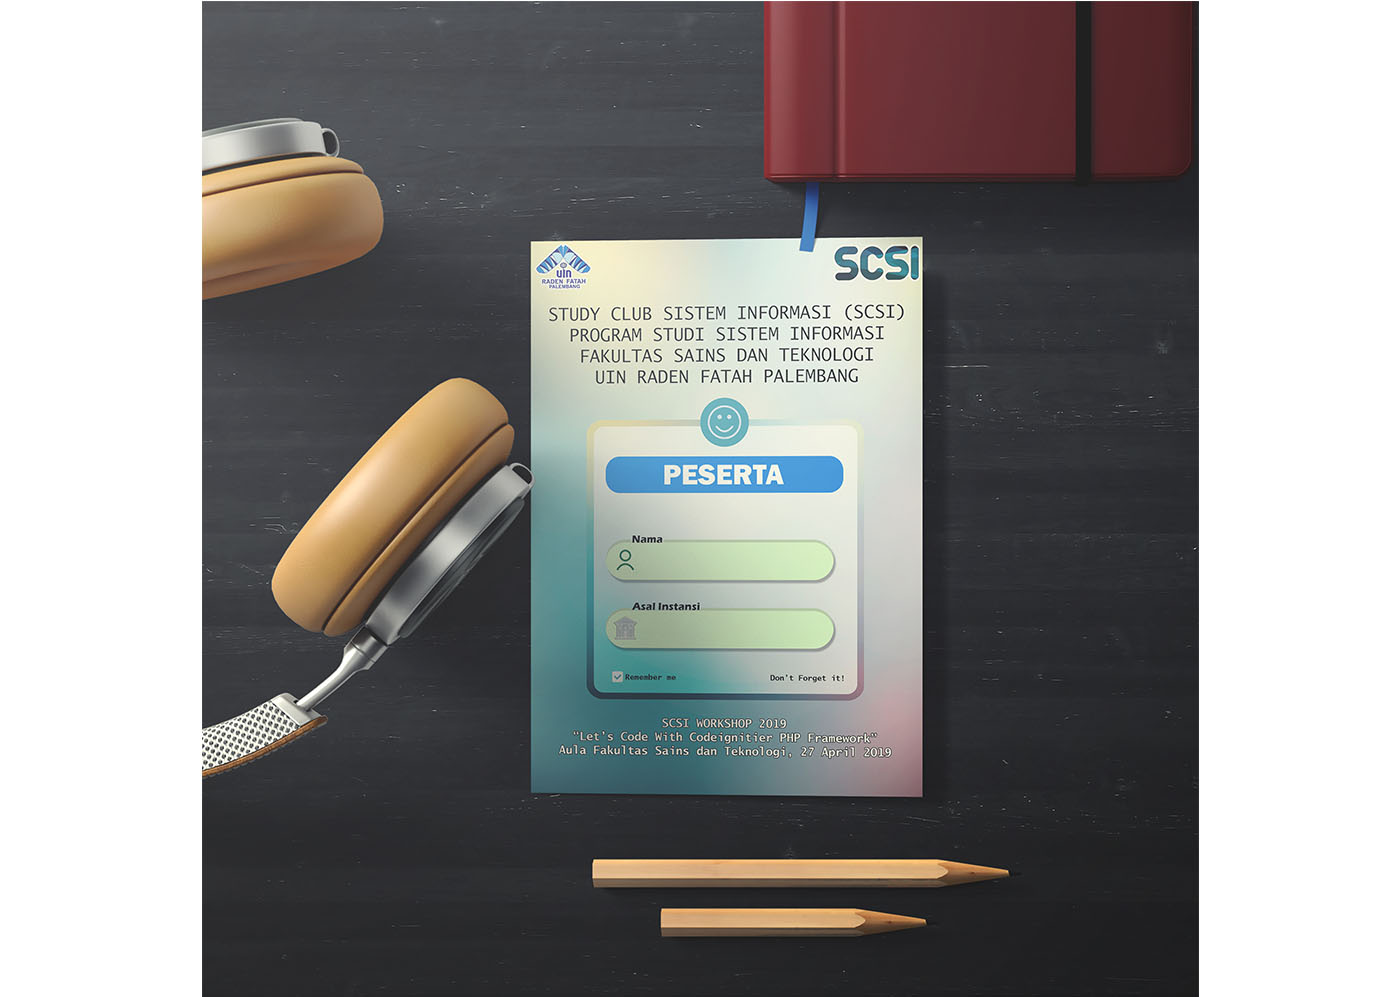 uin
RADEN FATAH
PALEMBANG
SCSI
STUDY CLUB SISTEM INFORMASI (SCSI)
PROGRAM STUDI SISTEM INFORMASI
FAKULTAS SAINS DAN TEKNOLOGI
UIN RADEN FATAH PALEMBANG
PESERTA
Nama
Asal Instansi
Remember me
Don't Forget it!
SCSI WORKSHOP 2019
"Let's Code With Codeignitier PHP Framework"
Aula Fakultas Sains dan Teknologi, 27 April 2019